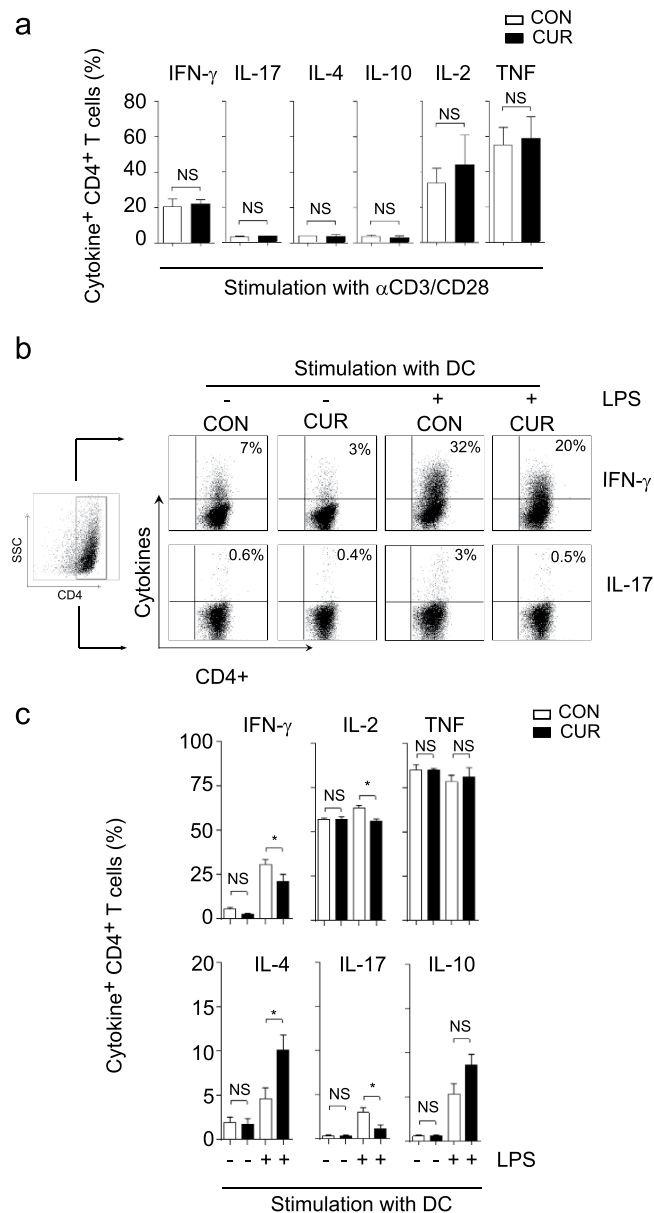 a
CON
CUR
Cytokine⁺ CD4⁺ T cells (%)
IFN-γ IL-17 IL-4 IL-10 IL-2 TNF
80
60
40
20
0
NS NS NS NS NS NS
Stimulation with αCD3/CD28
b
Stimulation with DC
- - + + LPS
CON CUR CON CUR
7% 3% 32% 20%
IFN-γ
0.6% 0.4% 3% 0.5%
IL-17
SSC
CD4
Cytokines
CD4+
c
CON
CUR
IFN-γ IL-2 TNF
100
75
50
25
0
NS * NS * NS NS
Cytokine⁺ CD4⁺ T cells (%)
IL-4 IL-17 IL-10
20
15
10
5
0
NS * NS * NS NS
- - + + - - + + - - + + LPS
Stimulation with DC